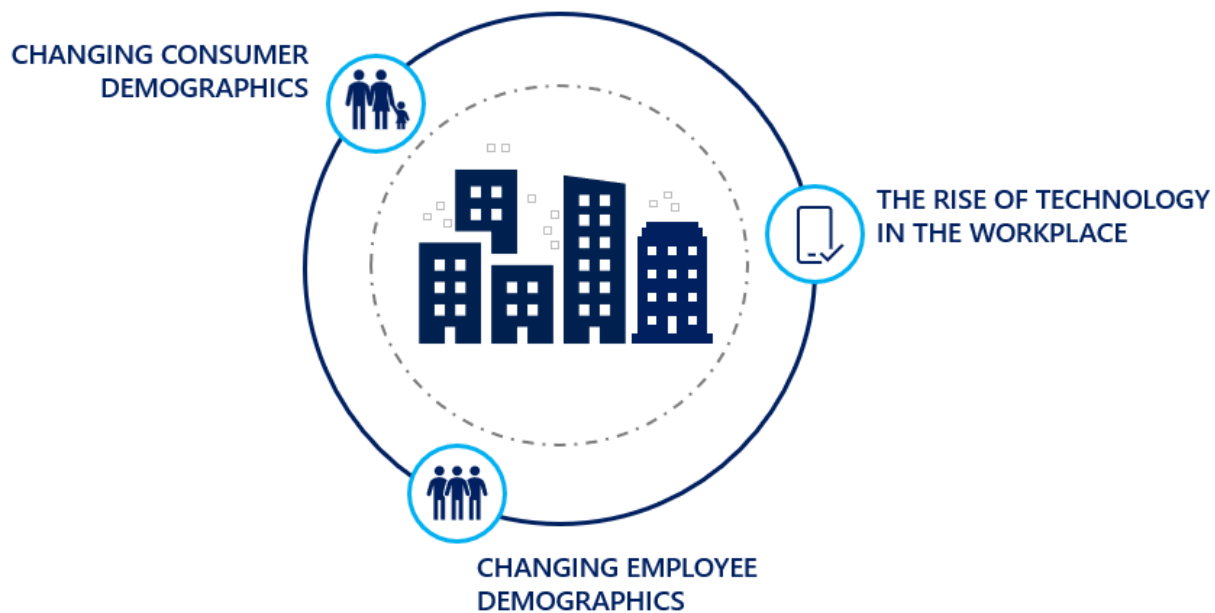 CHANGING CONSUMER
DEMOGRAPHICS
THE RISE OF TECHNOLOGY
IN THE WORKPLACE
CHANGING EMPLOYEE
DEMOGRAPHICS